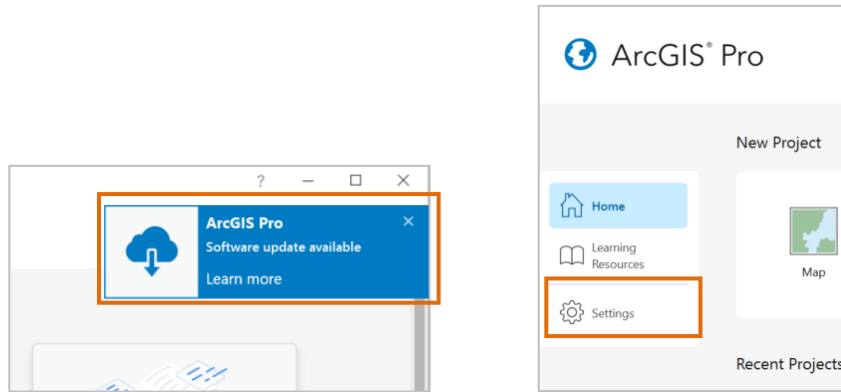 ?
ArcGIS Pro
Software update available
Learn more
ArcGIS® Pro
New Project
Home
Learning
Resources
Map
Settings
Recent Projects